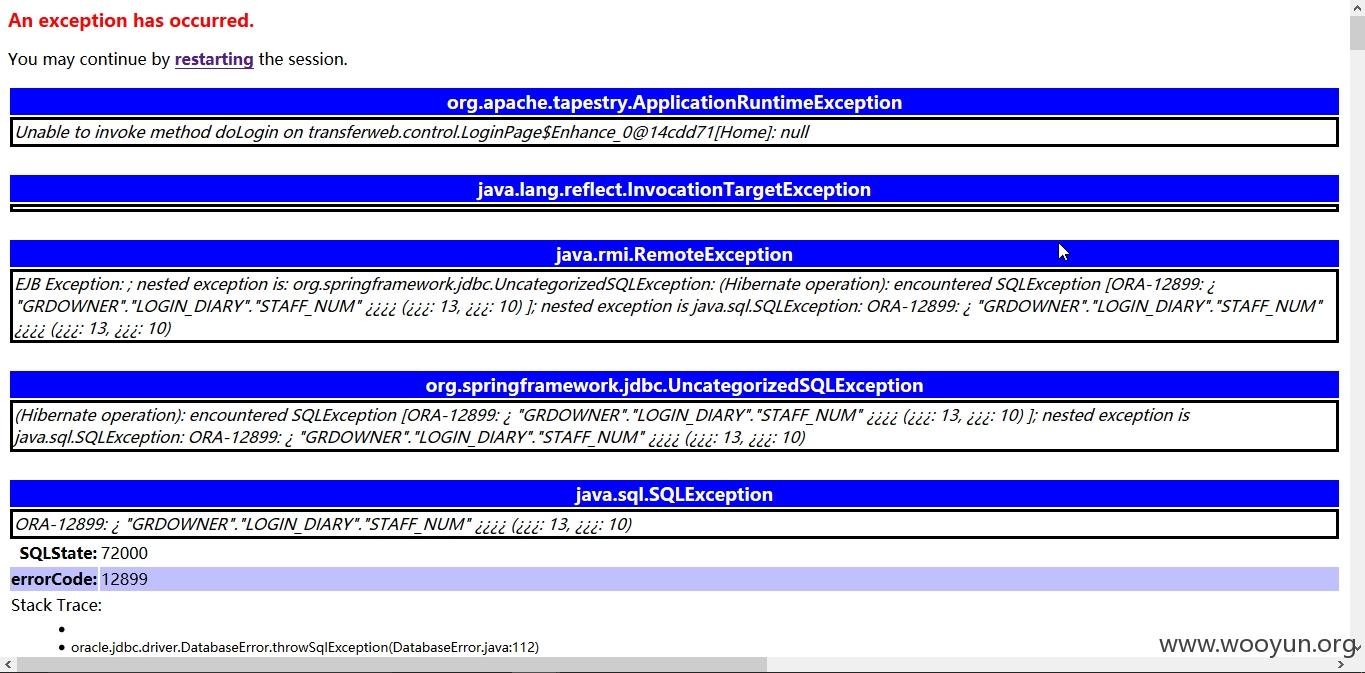 An exception has occurred.
You may continue by restarting the session.
org.apache.tapestry.ApplicationRuntimeException
Unable to invoke method doLogin on transferweb.control.LoginPage$Enhance_0@14cdd71[Home]: null
java.lang.reflect.InvocationTargetException
java.rmi.RemoteException
EJB Exception: ; nested exception is: org.springframework.jdbc.UncategorizedSQLException: (Hibernate operation): encountered SQLException [ORA-12899: ¿
"GRDOWNER"."LOGIN_DIARY"."STAFF_NUM" ¿¿¿¿ (¿¿¿: 13, ¿¿¿: 10) ]; nested exception is java.sql.SQLException: ORA-12899: ¿ "GRDOWNER"."LOGIN_DIARY"."STAFF_NUM"
¿¿¿¿ (¿¿¿: 13, ¿¿¿: 10)
org.springframework.jdbc.UncategorizedSQLException
(Hibernate operation): encountered SQLException [ORA-12899: ¿ "GRDOWNER"."LOGIN_DIARY"."STAFF_NUM" ¿¿¿¿ (¿¿¿: 13, ¿¿¿: 10) ]; nested exception is
java.sql.SQLException: ORA-12899: ¿ "GRDOWNER"."LOGIN_DIARY"."STAFF_NUM" ¿¿¿¿ (¿¿¿: 13, ¿¿¿: 10)
java.sql.SQLException
ORA-12899: ¿ "GRDOWNER"."LOGIN_DIARY"."STAFF_NUM" ¿¿¿¿ (¿¿¿: 13, ¿¿¿: 10)
SQLState: 72000
errorCode: 12899
Stack Trace:
•
• oracle.jdbc.driver.DatabaseError.throwSqlException(DatabaseError.java:112)
www.wooyun.org